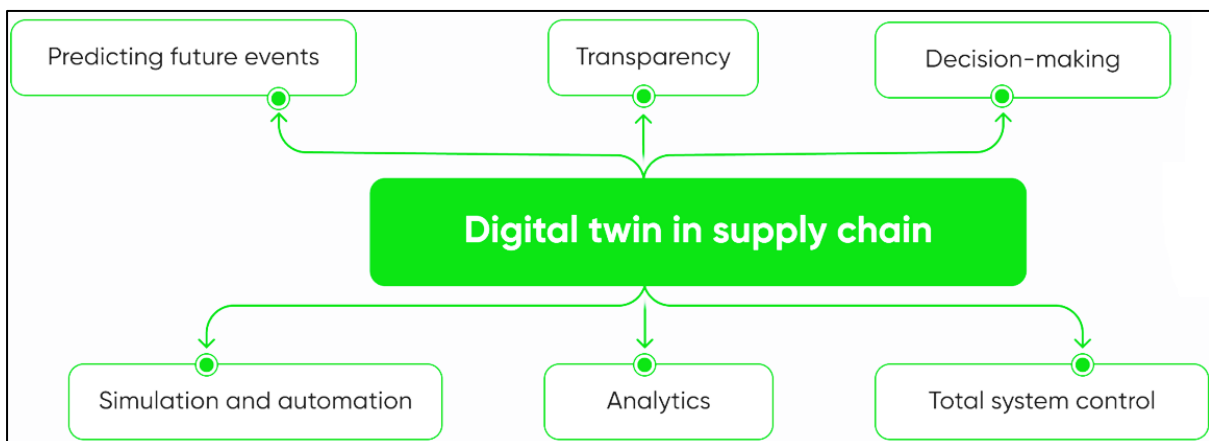 Predicting future events
Transparency
Decision-making
Digital twin in supply chain
Simulation and automation
Analytics
Total system control